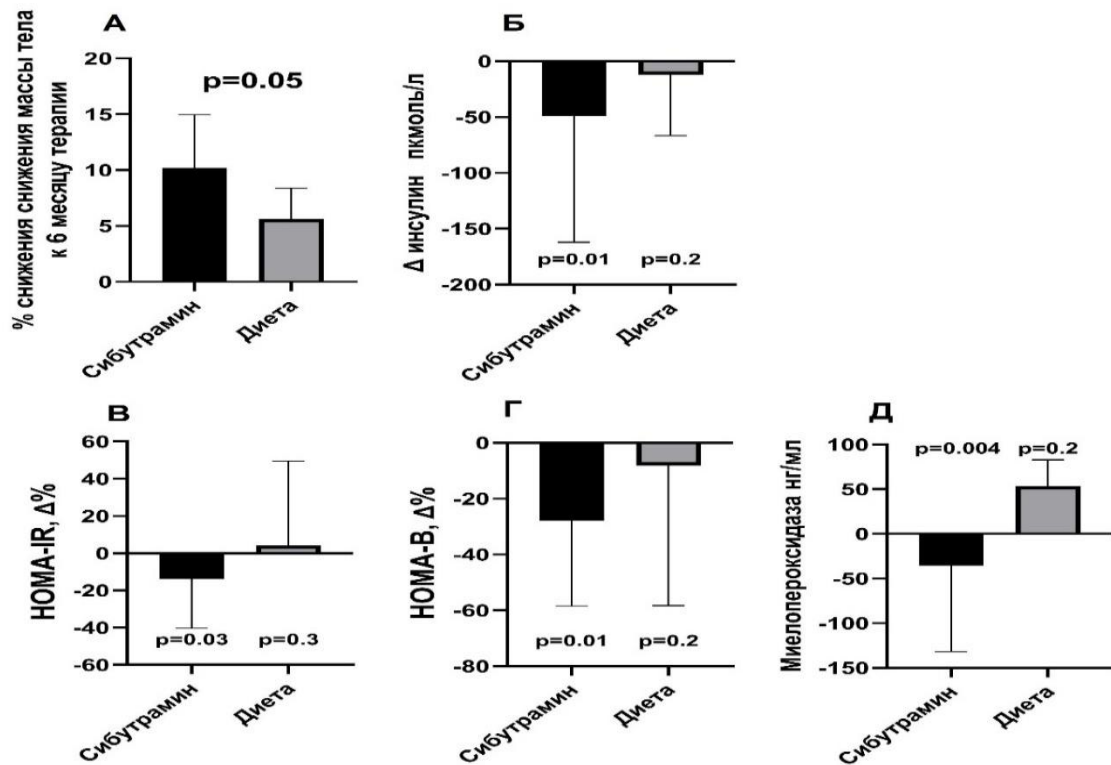 А
% снижения снижения массы тела
к 6 месяцу терапии
20
15
10
5
0
p=0.05
Сибутрамин
Диета
Б
Δ инсулин пкмоль/л
0
-50
-100
-150
-200
p=0.01
p=0.2
Сибутрамин
Диета
В
HOMA-IR, Δ%
60
40
20
0
-20
-40
-60
p=0.03
p=0.3
Сибутрамин
Диета
Г
HOMA-B, Δ%
0
-20
-40
-60
-80
p=0.01
p=0.2
Сибутрамин
Диета
Д
Миелопероксидаза нг/мл
100
50
0
-50
-100
-150
p=0.004
p=0.2
Сибутрамин
Диета